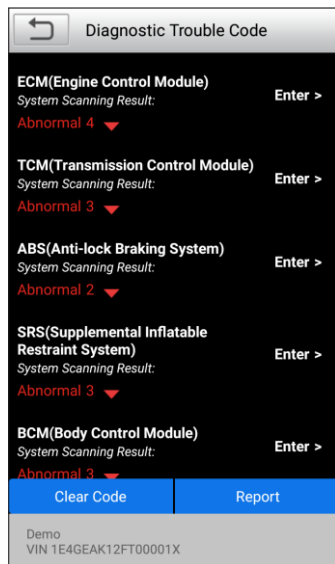 Diagnostic Trouble Code
ECM(Engine Control Module)
System Scanning Result:
Enter >
Abnormal 4
TCM(Transmission Control Module)
System Scanning Result:
Enter >
Abnormal 3
ABS(Anti-lock Braking System)
System Scanning Result:
Enter >
Abnormal 2
SRS(Supplemental Inflatable
Restraint System)
System Scanning Result:
Enter >
Abnormal 3
BCM(Body Control Module)
System Scanning Result:
Enter >
Abnormal 3
Clear Code
Report
Demo
VIN 1E4GEAK12FT00001X